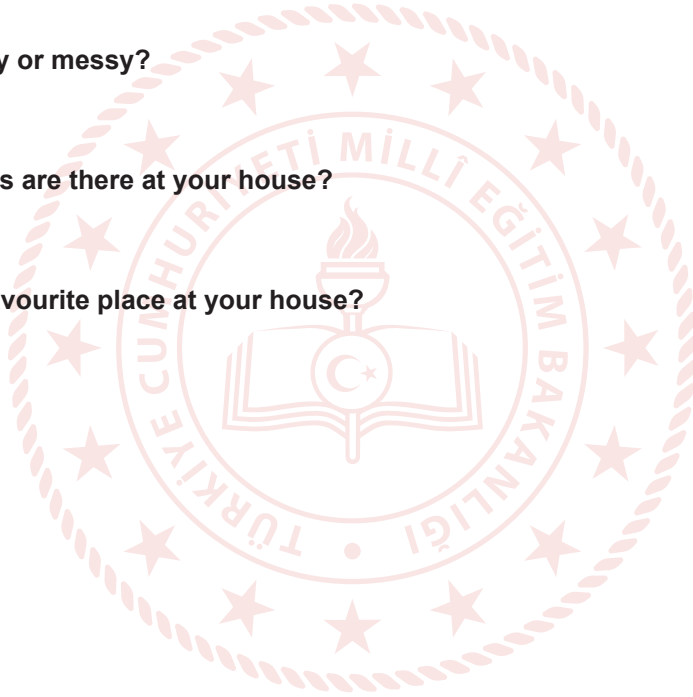 y or messy?
s are there at your house?
vourite place at your house?
TÜRKİYE CUMHURİYETİ MİLLÎ EĞİTİM BAKANLIĞI